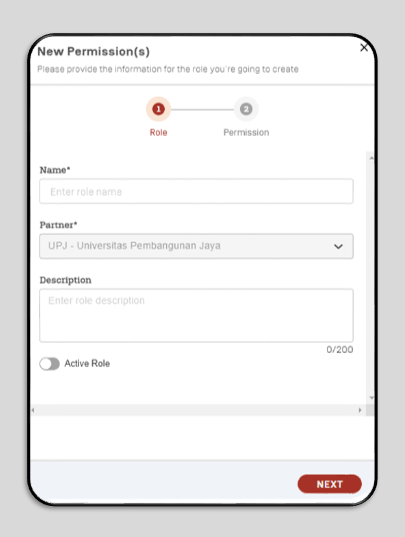 New Permission(s)
Please provide the information for the role you're going to create
1 2
Role Permission
Name*
Enter role name
Partner*
UPJ - Universitas Pembangunan Jaya
Description
Enter role description
0/200
Active Role
NEXT